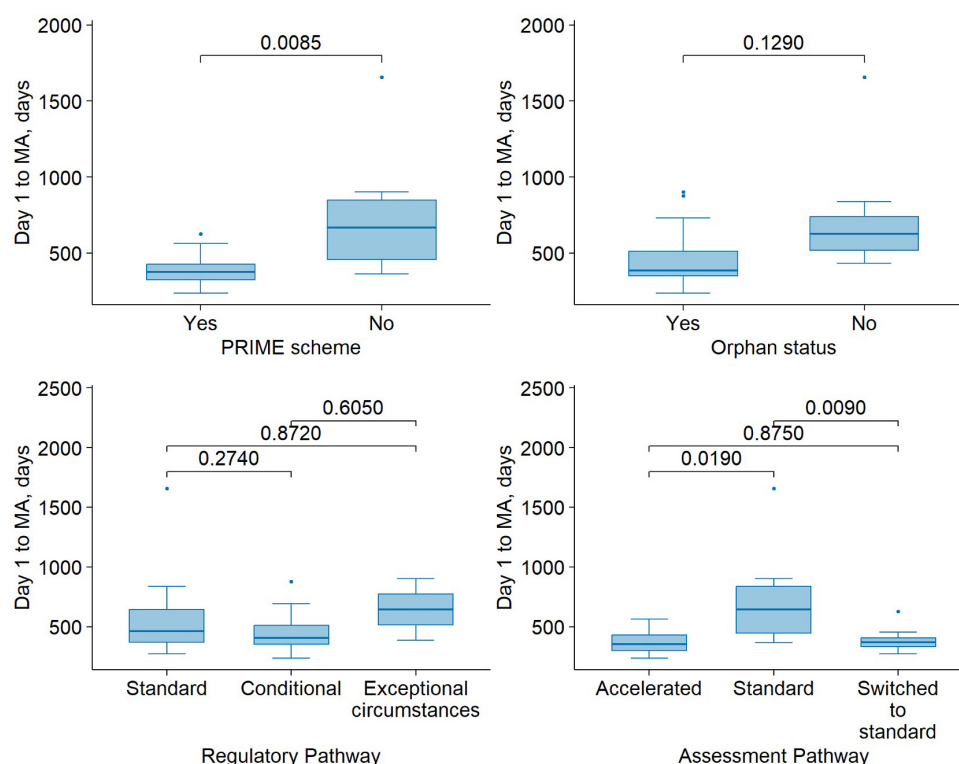 2000
1500
1000
500
Day 1 to MA, days
0.0085
Yes
No
PRIME scheme
2000
1500
1000
500
Day 1 to MA, days
0.1290
Yes
No
Orphan status
2500
2000
1500
1000
500
Day 1 to MA, days
0.6050
0.8720
0.2740
Standard
Conditional
Exceptional
circumstances
Regulatory Pathway
2500
2000
1500
1000
500
Day 1 to MA, days
0.0090
0.8750
0.0190
Accelerated
Standard
Switched
to
standard
Assessment Pathway